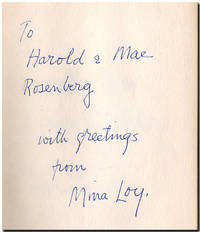 To
Harold & Mae
Rosenberg
with greetings
from
Mina Loy.